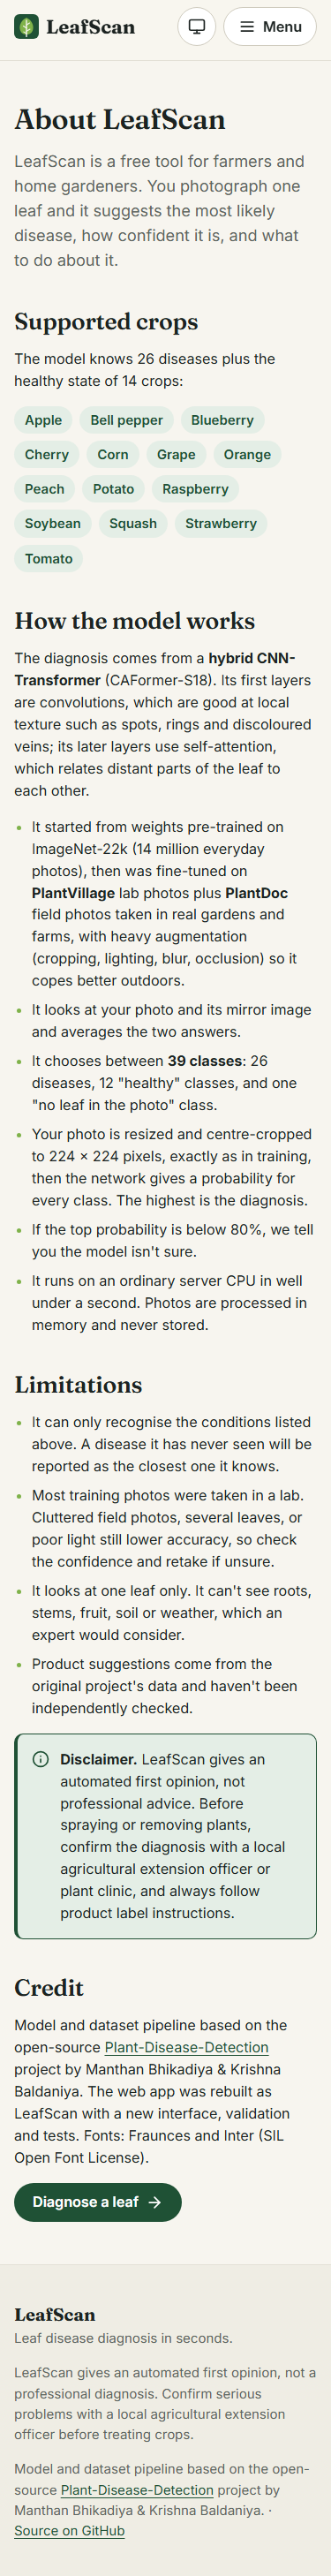 LeafScan
Menu
About LeafScan
LeafScan is a free tool for farmers and
home gardeners. You photograph one
leaf and it suggests the most likely
disease, how confident it is, and what
to do about it.
Supported crops
The model knows 26 diseases plus the
healthy state of 14 crops:
Apple Bell pepper Blueberry
Cherry Corn Grape Orange
Peach Potato Raspberry
Soybean Squash Strawberry
Tomato
How the model works
The diagnosis comes from a hybrid CNN-
Transformer (CAFormer-S18). Its first layers
are convolutions, which are good at local
texture such as spots, rings and discoloured
veins; its later layers use self-attention,
which relates distant parts of the leaf to
each other.
• It started from weights pre-trained on
ImageNet-22k (14 million everyday
photos), then was fine-tuned on
PlantVillage lab photos plus PlantDoc
field photos taken in real gardens and
farms, with heavy augmentation
(cropping, lighting, blur, occlusion) so it
copes better outdoors.
• It looks at your photo and its mirror image
and averages the two answers.
• It chooses between 39 classes: 26
diseases, 12 "healthy" classes, and one
"no leaf in the photo" class.
• Your photo is resized and centre-cropped
to 224 × 224 pixels, exactly as in training,
then the network gives a probability for
every class. The highest is the diagnosis.
• If the top probability is below 80%, we tell
you the model isn't sure.
• It runs on an ordinary server CPU in well
under a second. Photos are processed in
memory and never stored.
Limitations
• It can only recognise the conditions listed
above. A disease it has never seen will be
reported as the closest one it knows.
• Most training photos were taken in a lab.
Cluttered field photos, several leaves, or
poor light still lower accuracy, so check
the confidence and retake if unsure.
• It looks at one leaf only. It can't see roots,
stems, fruit, soil or weather, which an
expert would consider.
• Product suggestions come from the
original project's data and haven't been
independently checked.
Disclaimer. LeafScan gives an
automated first opinion, not
professional advice. Before
spraying or removing plants,
confirm the diagnosis with a local
agricultural extension officer or
plant clinic, and always follow
product label instructions.
Credit
Model and dataset pipeline based on the
open-source Plant-Disease-Detection
project by Manthan Bhikadiya & Krishna
Baldaniya. The web app was rebuilt as
LeafScan with a new interface, validation
and tests. Fonts: Fraunces and Inter (SIL
Open Font License).
Diagnose a leaf →
LeafScan
Leaf disease diagnosis in seconds.
LeafScan gives an automated first opinion, not a
professional diagnosis. Confirm serious
problems with a local agricultural extension
officer before treating crops.
Model and dataset pipeline based on the open-
source Plant-Disease-Detection project by
Manthan Bhikadiya & Krishna Baldaniya. ·
Source on GitHub